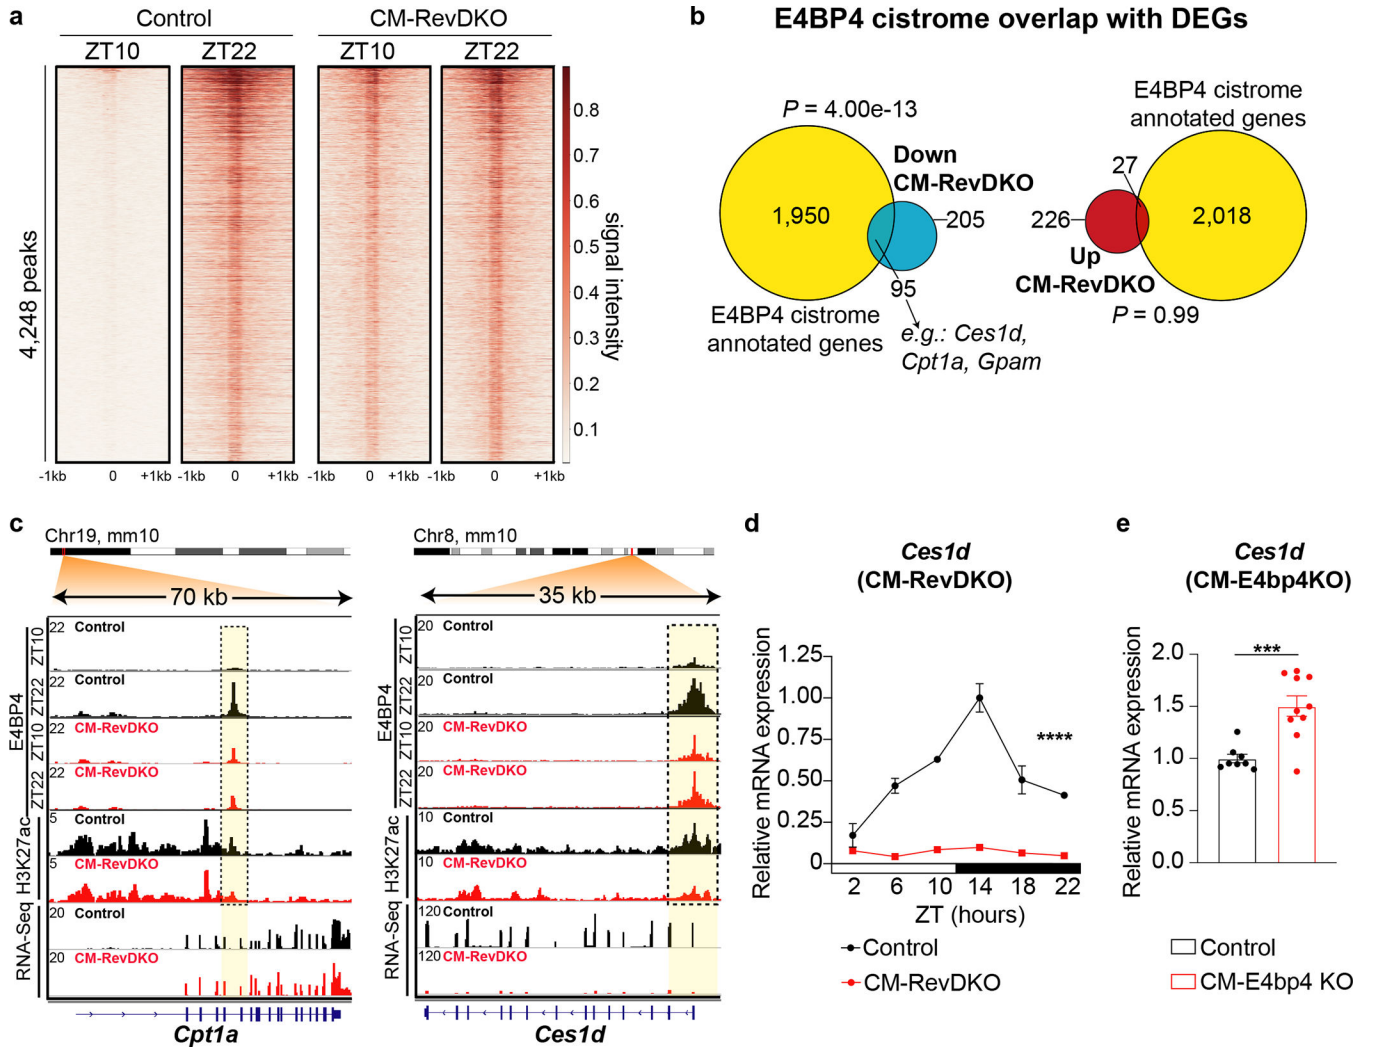 a
Control
CM-RevDKO
ZT10
ZT22
ZT10
ZT22
4,248 peaks
-1kb
0
+1kb
-1kb
0
+1kb
-1kb
0
+1kb
-1kb
0
+1kb
0.8
0.7
0.6
0.5
0.4
0.3
0.2
0.1
signal intensity
b
E4BP4 cistrome overlap with DEGs
P = 4.00e-13
Down
CM-RevDKO
1,950
205
95
E4BP4 cistrome
annotated genes
e.g.: Ces1d,
Cpt1a, Gpam
E4BP4 cistrome
annotated genes
27
226
2,018
Up
CM-RevDKO
P = 0.99
c
Chr19, mm10
70 kb
E4BP4
H3K27ac
RNA-Seq
ZT10
22 Control
ZT22
22 Control
ZT10
22 CM-RevDKO
ZT22
22 CM-RevDKO
5 Control
5 CM-RevDKO
20 Control
20 CM-RevDKO
Cpt1a
Chr8, mm10
35 kb
E4BP4
H3K27ac
RNA-Seq
ZT10
20 Control
ZT22
20 Control
ZT10
20 CM-RevDKO
ZT22
20 CM-RevDKO
10 Control
10 CM-RevDKO
120 Control
120 CM-RevDKO
Ces1d
d
Ces1d
(CM-RevDKO)
Relative mRNA expression
1.25
1.00
0.75
0.50
0.25
0
****
2
6
10
14
18
22
ZT (hours)
Control
CM-RevDKO
e
Ces1d
(CM-E4bp4KO)
Relative mRNA expression
2.0
1.5
1.0
0.5
0.0
***
Control
CM-E4bp4 KO